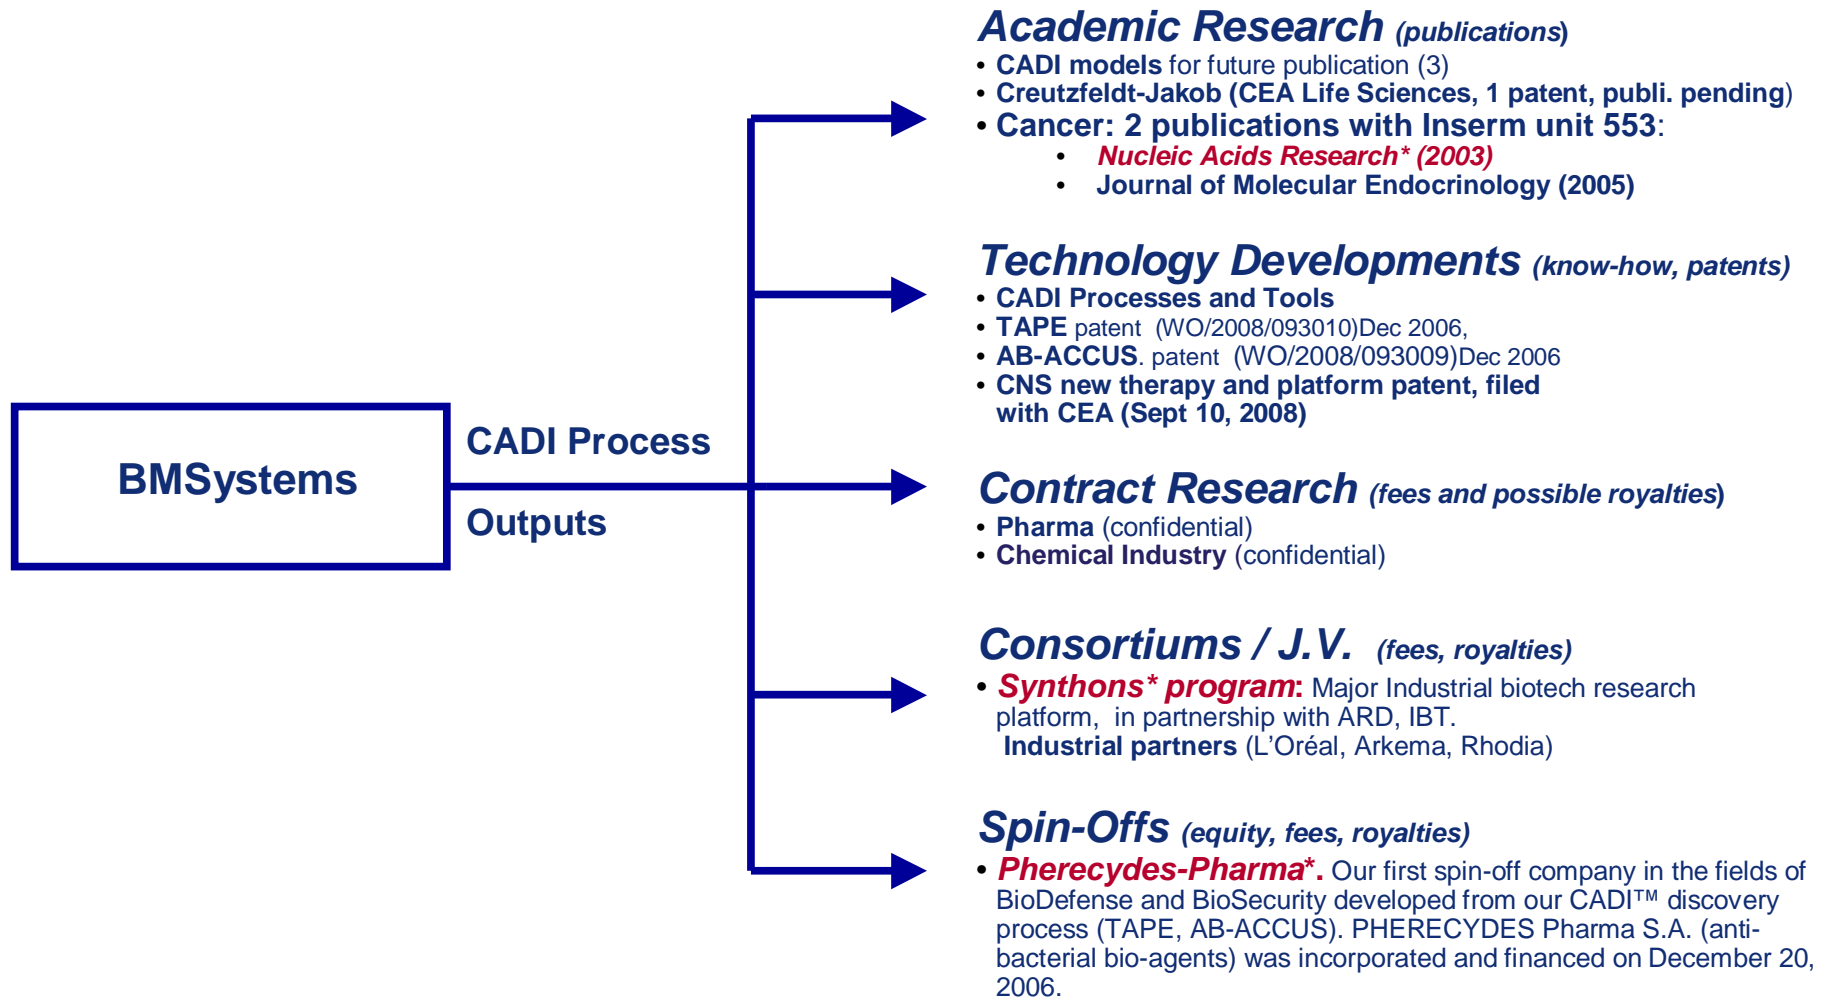 BMSystems
CADI Process
Outputs
Academic Research (publications)
• CADI models for future publication (3)
• Creutzfeldt-Jakob (CEA Life Sciences, 1 patent, publi. pending)
• Cancer: 2 publications with Inserm unit 553:
• Nucleic Acids Research* (2003)
• Journal of Molecular Endocrinology (2005)
Technology Developments (know-how, patents)
• CADI Processes and Tools
• TAPE patent (WO/2008/093010)Dec 2006,
• AB-ACCUS. patent (WO/2008/093009)Dec 2006
• CNS new therapy and platform patent, filed
with CEA (Sept 10, 2008)
Contract Research (fees and possible royalties)
• Pharma (confidential)
• Chemical Industry (confidential)
Consortiums / J.V. (fees, royalties)
• Synthons* program: Major Industrial biotech research
platform, in partnership with ARD, IBT.
Industrial partners (L’Oréal, Arkema, Rhodia)
Spin-Offs (equity, fees, royalties)
• Pherecydes-Pharma*. Our first spin-off company in the fields of
BioDefense and BioSecurity developed from our CADI™ discovery
process (TAPE, AB-ACCUS). PHERECYDES Pharma S.A. (anti-
bacterial bio-agents) was incorporated and financed on December 20,
2006.